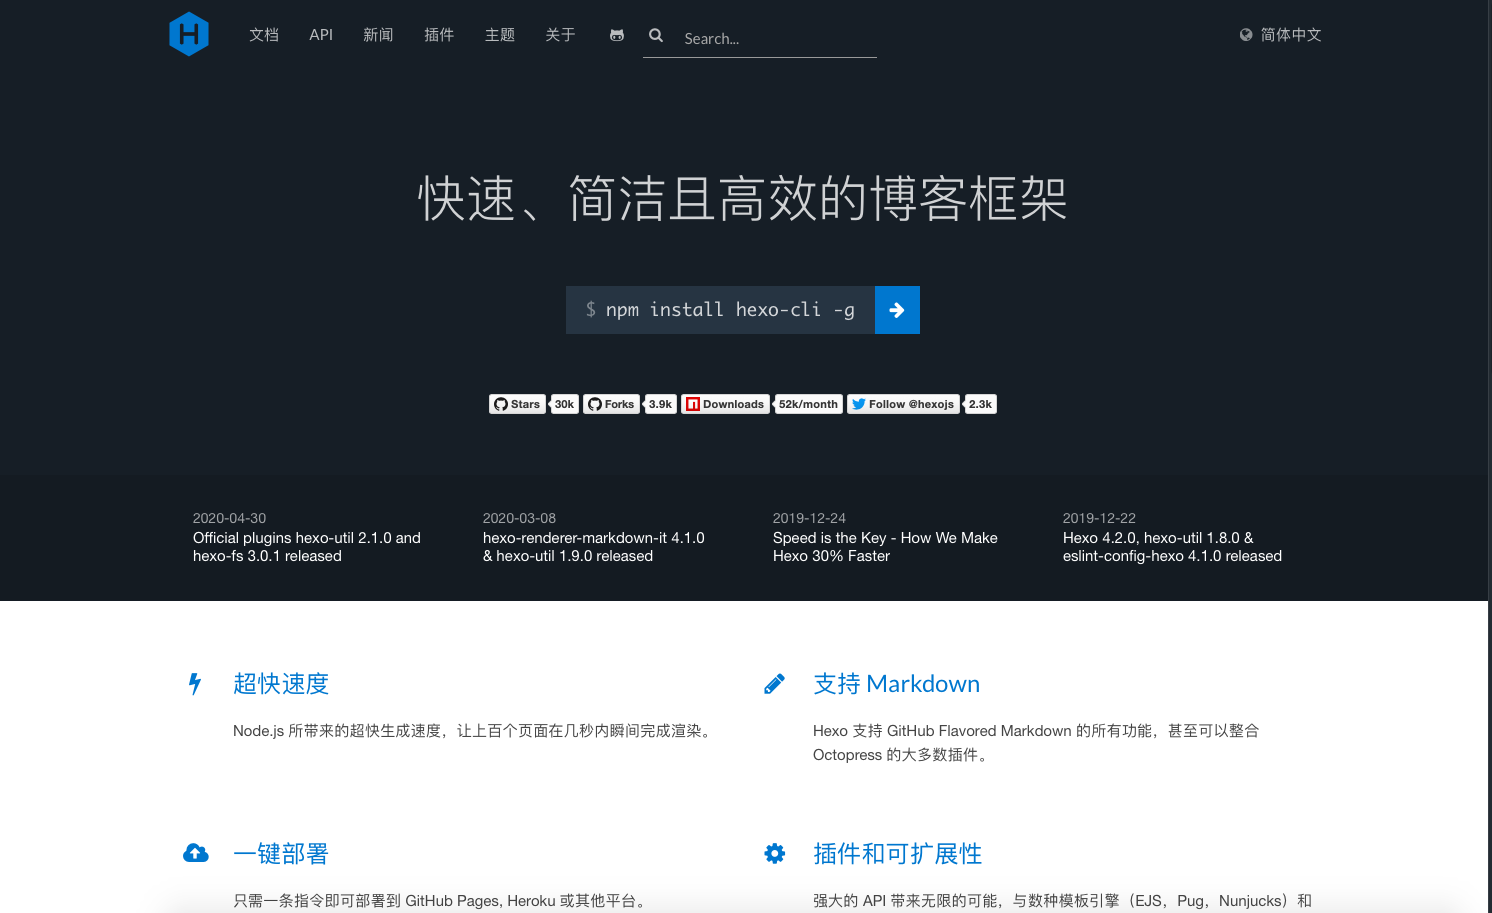 H 文档 API 新闻 插件 主题 关于 Search... 简体中文
快速、简洁且高效的博客框架
$ npm install hexo-cli -g
Stars 30k Forks 3.9k Downloads 52k/month Follow @hexojs 2.3k
2020-04-30
Official plugins hexo-util 2.1.0 and
hexo-fs 3.0.1 released
2020-03-08
hexo-renderer-markdown-it 4.1.0
& hexo-util 1.9.0 released
2019-12-24
Speed is the Key - How We Make
Hexo 30% Faster
2019-12-22
Hexo 4.2.0, hexo-util 1.8.0 &
eslint-config-hexo 4.1.0 released
超快速度
Node.js 所带来的超快生成速度，让上百个页面在几秒内瞬间完成渲染。
支持 Markdown
Hexo 支持 GitHub Flavored Markdown 的所有功能，甚至可以整合
Octopress 的大多数插件。
一键部署
只需一条指令即可部署到 GitHub Pages, Heroku 或其他平台。
插件和可扩展性
强大的 API 带来无限的可能，与数种模板引擎（EJS，Pug，Nunjucks）和